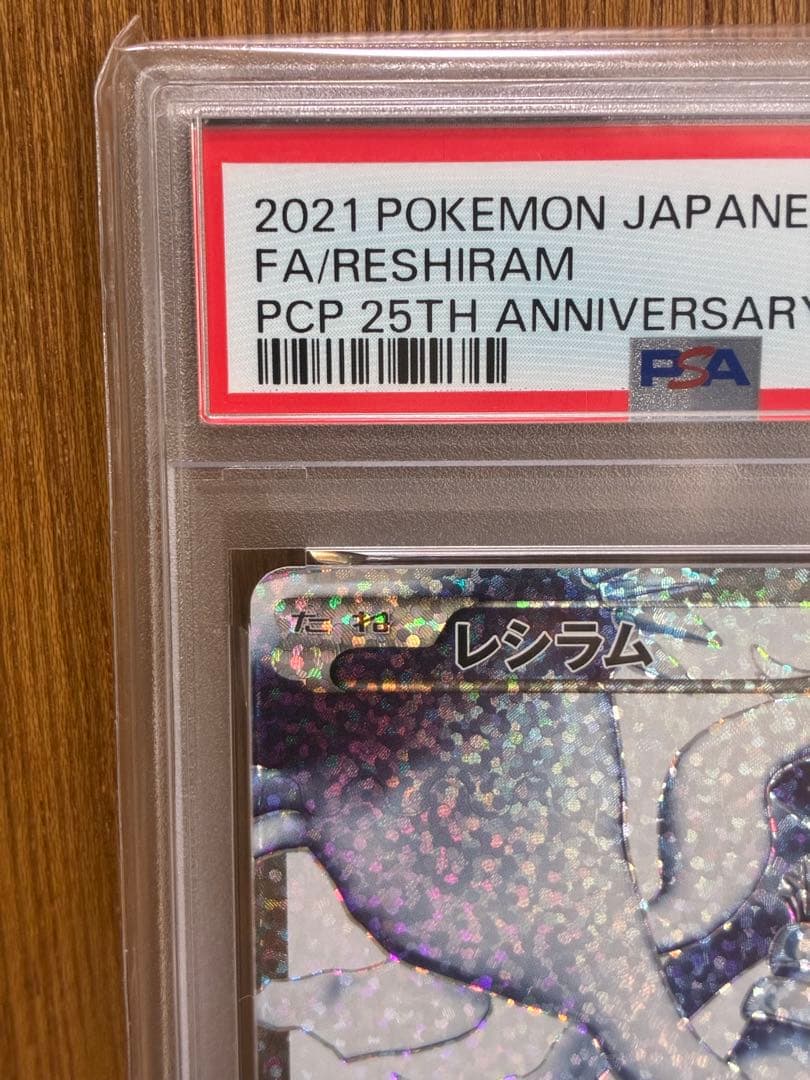 2021 POKEMON JAPANE
FA/RESHIRAM
PCP 25TH ANNIVERSARY
PSA
たね
レシラム